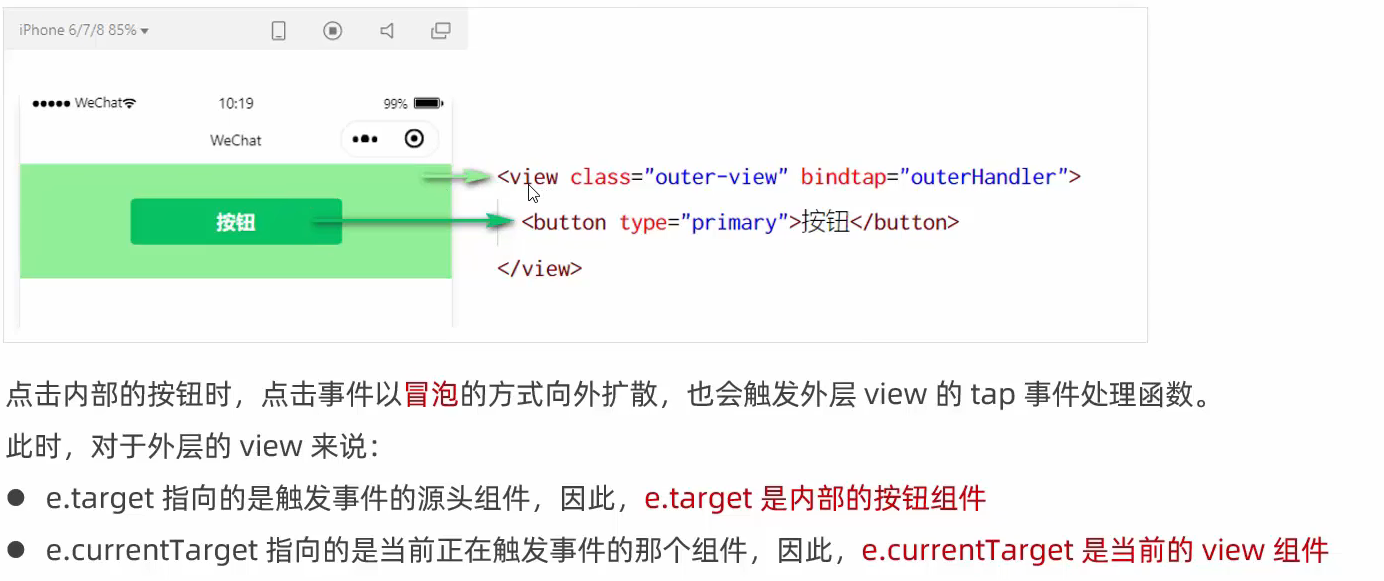 iPhone 6/7/8 85%
WeChat 10:19 99%
WeChat
按钮
<view class="outer-view" bindtap="outerHandler">
<button type="primary">按钮</button>
</view>
点击内部的按钮时，点击事件以冒泡的方式向外扩散，也会触发外层 view 的 tap 事件处理函数。
此时，对于外层的 view 来说：
● e.target 指向的是触发事件的源头组件，因此，e.target 是内部的按钮组件
● e.currentTarget 指向的是当前正在触发事件的那个组件，因此，e.currentTarget 是当前的 view 组件